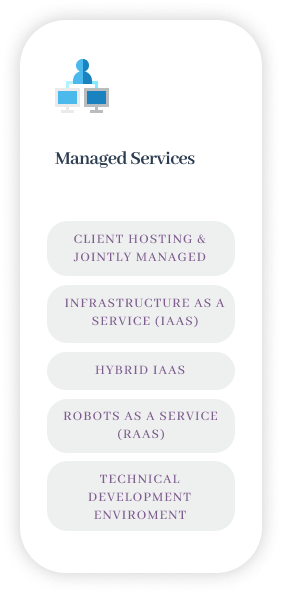 Managed Services
CLIENT HOSTING &
JOINTLY MANAGED
INFRASTRUCTURE AS A
SERVICE (IAAS)
HYBRID IAAS
ROBOTS AS A SERVICE
(RAAS)
TECHNICAL
DEVELOPMENT
ENVIROMENT